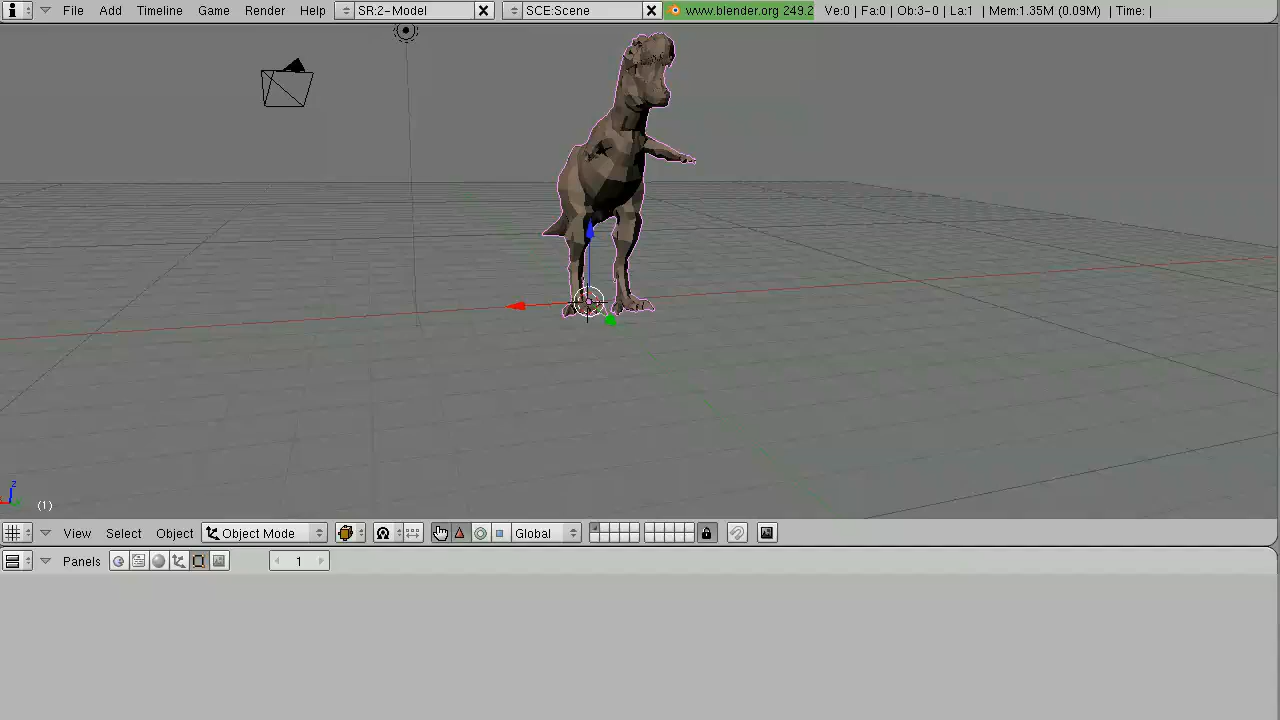 File Add Timeline Game Render Help SR:2-Model SCE:Scene www.blender.org 249.2 Ve:0 | Fa:0 | Ob:3-0 | La:1 | Mem:1.35M (0.09M) | Time: |
z
(1)
View Select Object Object Mode Global
Panels 1